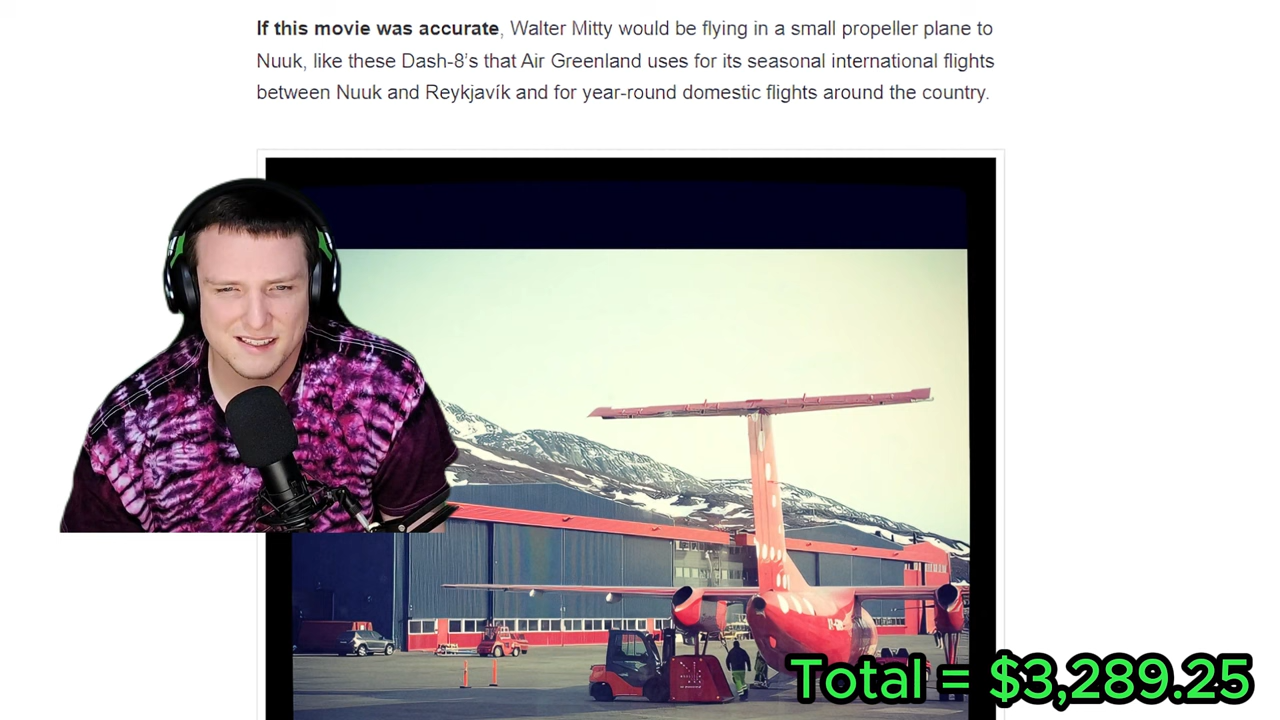 If this movie was accurate, Walter Mitty would be flying in a small propeller plane to
Nuuk, like these Dash-8’s that Air Greenland uses for its seasonal international flights
between Nuuk and Reykjavík and for year-round domestic flights around the country.
Total = $3,289.25